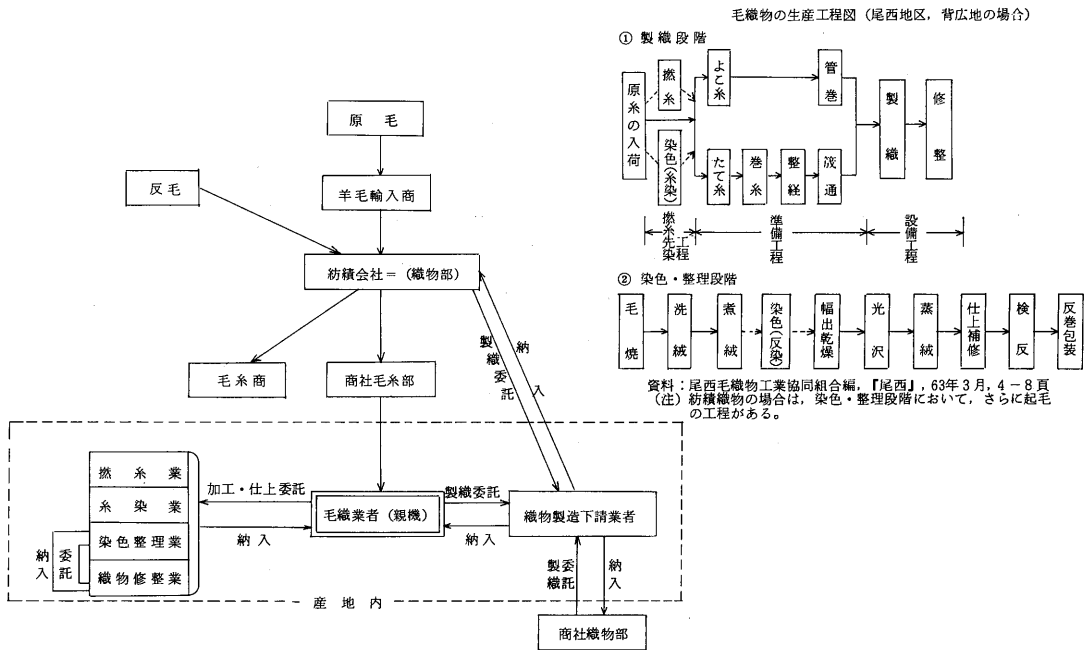 毛織物の生産工程図（尾西地区，背広地の場合）
① 製織段階
原糸の入荷
撚糸
染色(糸染)
よこ糸
管巻
たて糸
巻糸
整経
筬通
製織
修整
撚糸先染工程
準備工程
設備工程
② 染色・整理段階
毛焼
洗絨
煮絨
染色(反染)
幅出乾燥
光沢
蒸絨
仕上補修
検反
反巻包装
資料：尾西毛織物工業協同組合編，『尾西』，63年3月，4－8頁
（注）紡績織物の場合は，染色・整理段階において，さらに起毛
の工程がある。
原毛
反毛
羊毛輸入商
紡績会社＝（織物部）
毛糸商
商社毛糸部
製織委託
納入
撚糸業
糸染業
染色整理業
織物修整業
納入
委託
加工・仕上委託
納入
毛織業者（親機）
製織委託
納入
織物製造下請業者
製織委託
納入
産地内
商社織物部